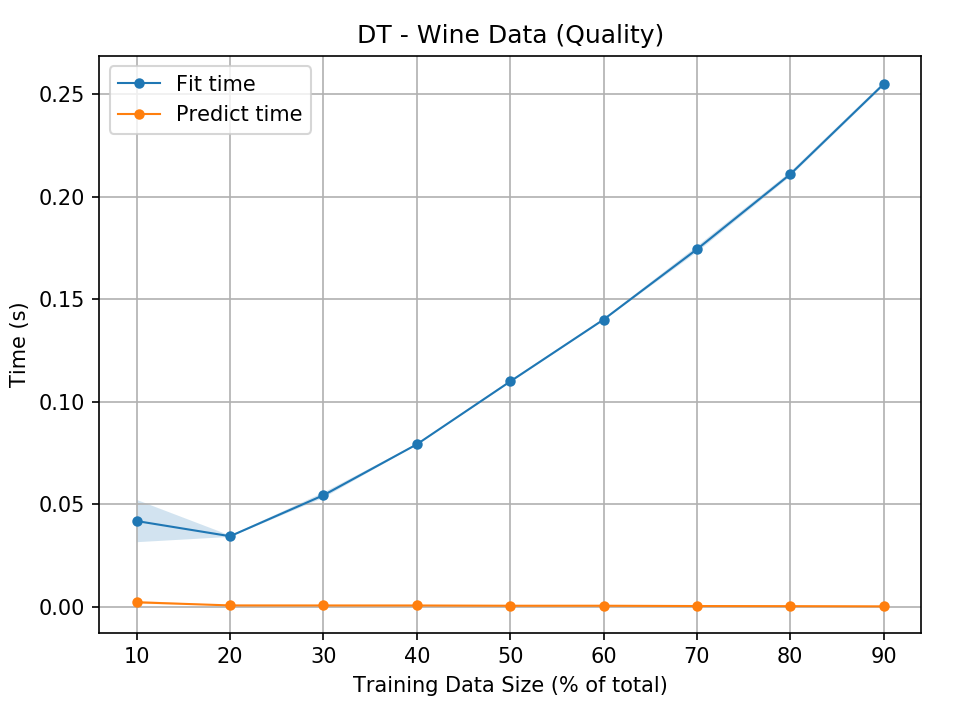 DT - Wine Data (Quality)
Fit time
Predict time
0.25
0.20
0.15
0.10
0.05
0.00
Time (s)
10 20 30 40 50 60 70 80 90
Training Data Size (% of total)